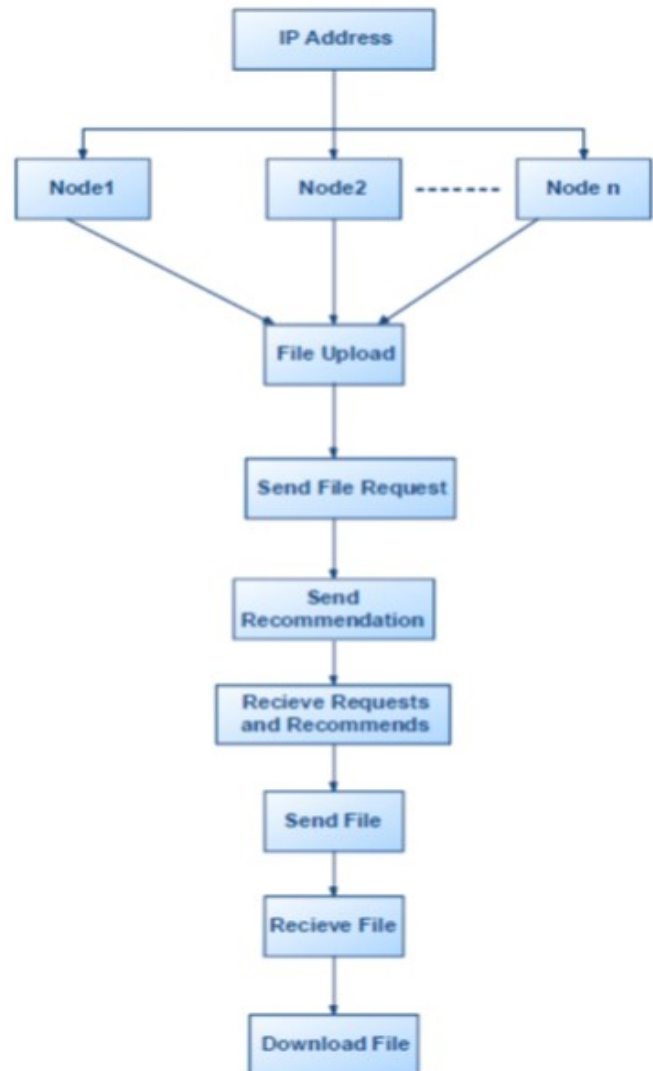 IP Address
Node1
Node2
Node n
File Upload
Send File Request
Send
Recommendation
Recieve Requests
and Recommends
Send File
Recieve File
Download File